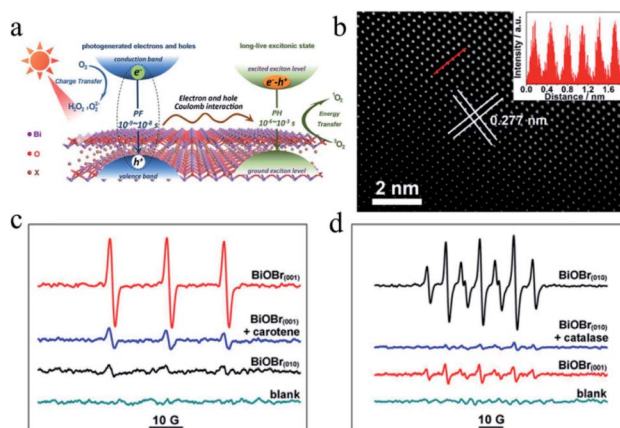 a
photogenerated electrons and holes
long-live excitonic state
conduction band
excited exciton level
O₂
e⁻
e⁻-h⁺
Charge Transfer
H₂O₂, O₂⁻
PF
10⁻⁹~10⁻⁸ s
Electron and hole
Coulomb interaction
PH
10⁻⁶~10⁻³ s
¹O₂
Energy
Transfer
³O₂
Bi
O
X
h⁺
valence band
ground exciton level
b
Intensity / a.u.
0.0 0.4 0.8 1.2 1.6
Distance / nm
0.277 nm
2 nm
c
BiOBr(001)
BiOBr(001)
+ carotene
BiOBr(010)
blank
10 G
d
BiOBr(010)
BiOBr(010)
+ catalase
BiOBr(001)
blank
10 G